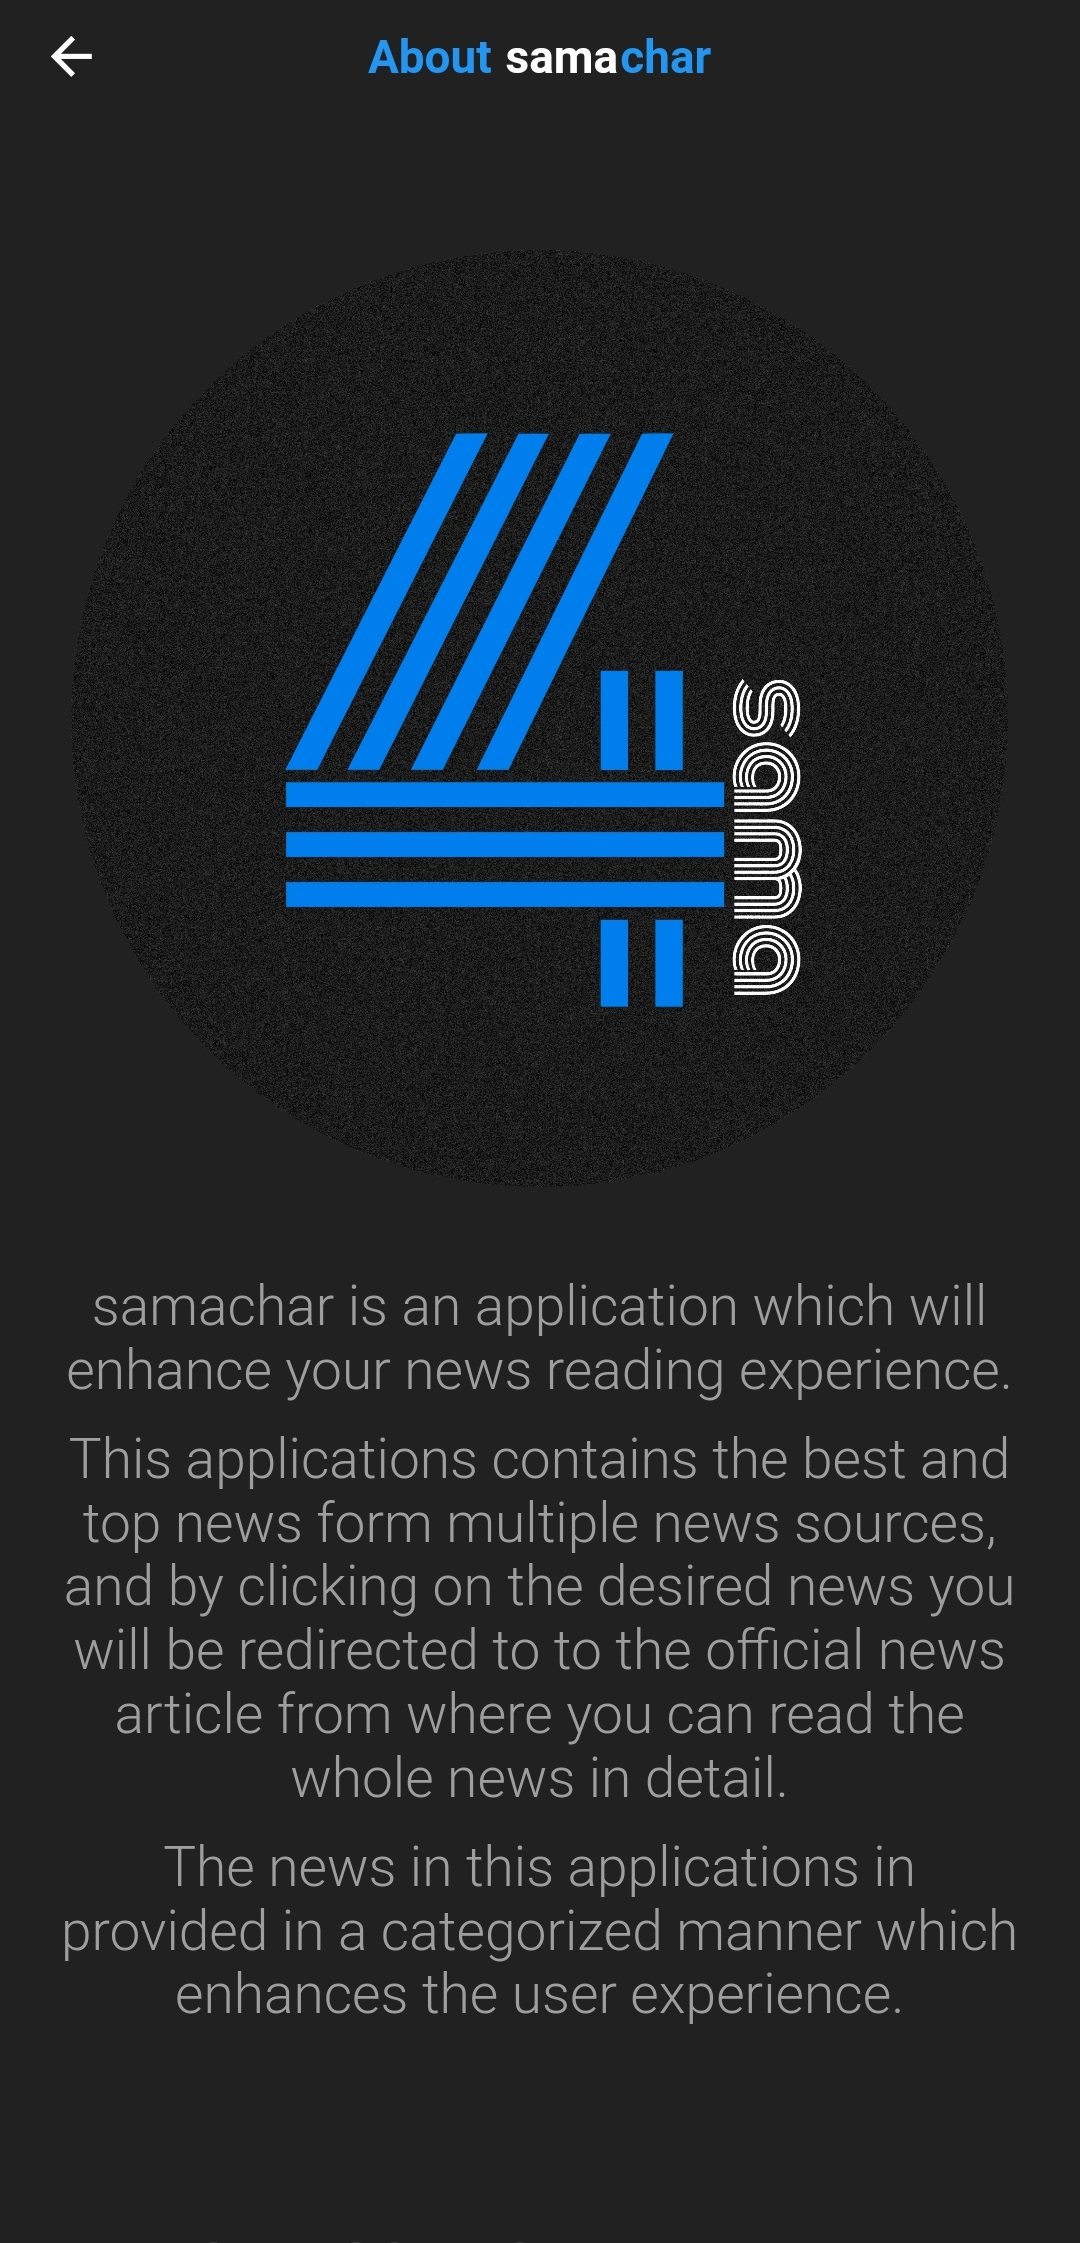 About samachar
4
sama
samachar is an application which will
enhance your news reading experience.
This applications contains the best and
top news form multiple news sources,
and by clicking on the desired news you
will be redirected to to the official news
article from where you can read the
whole news in detail.
The news in this applications in
provided in a categorized manner which
enhances the user experience.